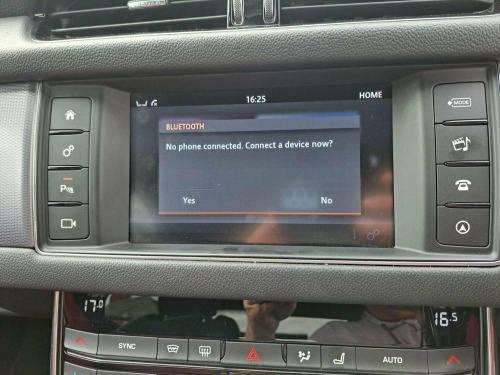 16:25
HOME
MODE
BLUETOOTH
No phone connected. Connect a device now?
Yes No
17.0
16.5
SYNC
AUTO